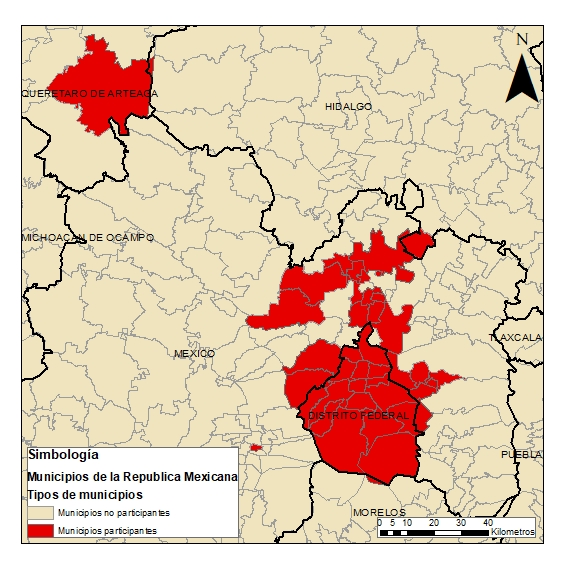 N
QUERETARO DE ARTEAGA
HIDALGO
MICHOACAN DE OCAMPO
TLAXCALA
MEXICO
DISTRITO FEDERAL
PUEBLA
MORELOS
Simbología
Municipios de la Republica Mexicana
Tipos de municipios
Municipios no participantes
Municipios participantes
0 5 10 20 30 40
Kilometros